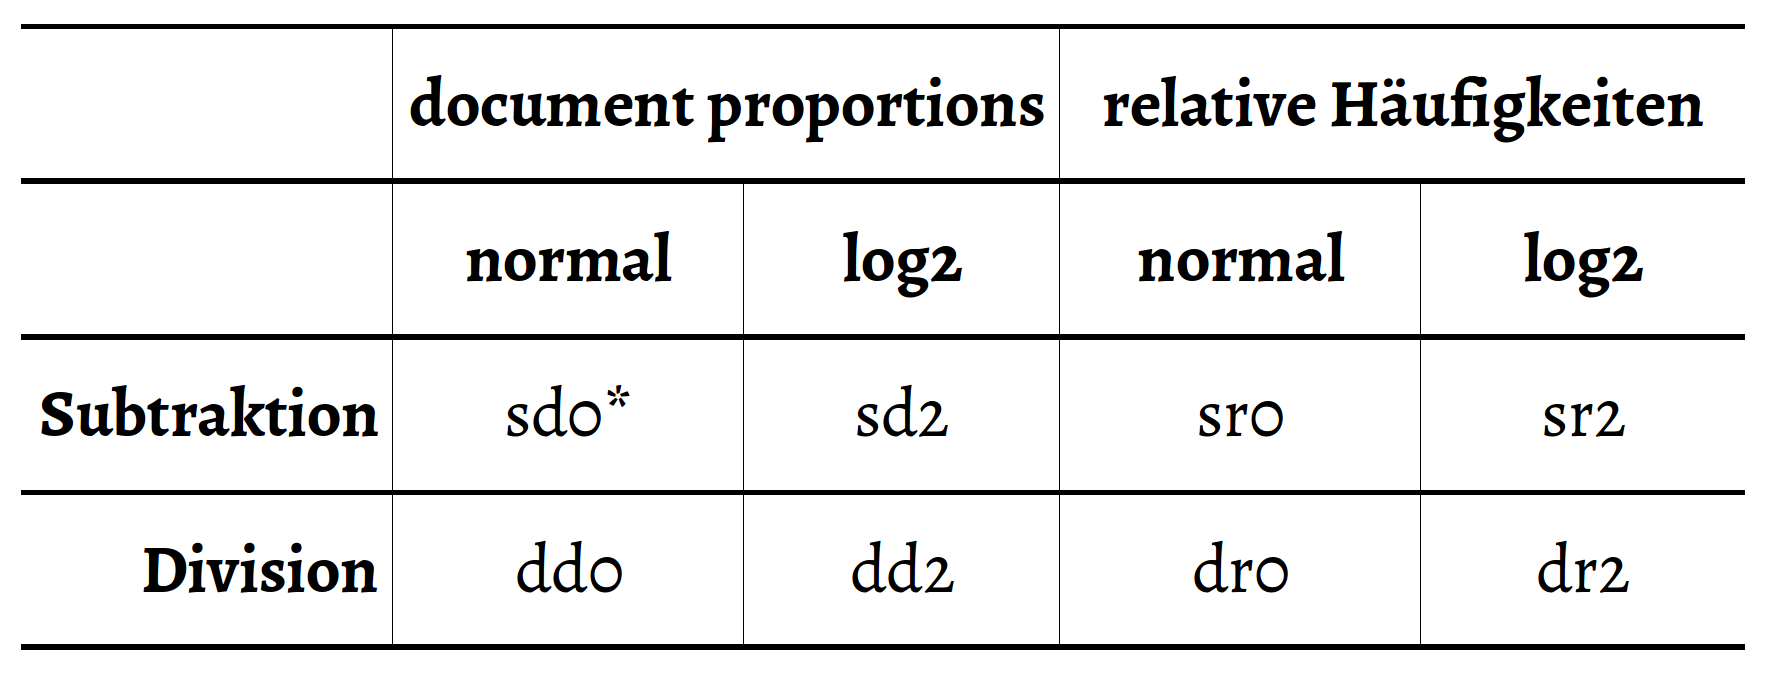 document proportions relative Häufigkeiten
normal log2 normal log2
Subtraktion sd0* sd2 sr0 sr2
Division dd0 dd2 dr0 dr2